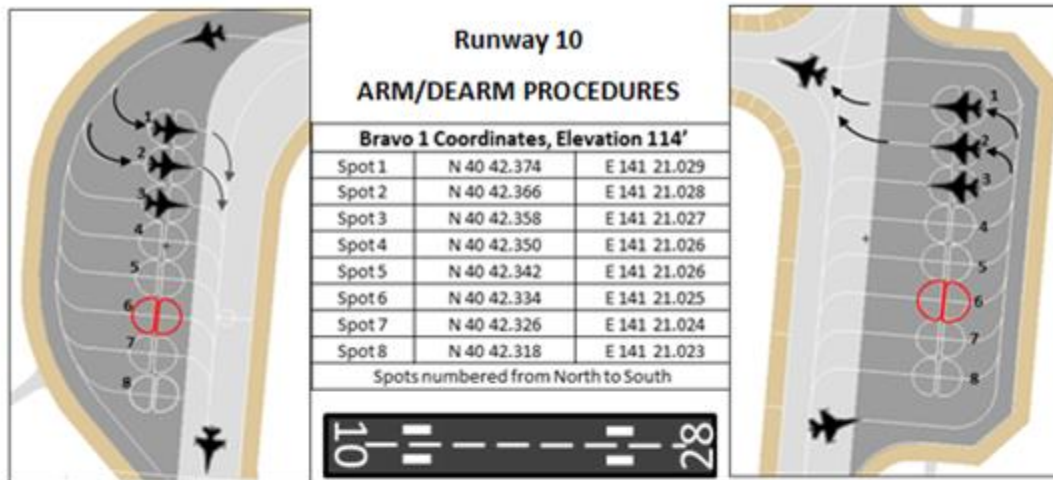 Runway 10
ARM/DEARM PROCEDURES
Bravo 1 Coordinates, Elevation 114’
Spot 1 N 40 42.374 E 141 21.029
Spot 2 N 40 42.366 E 141 21.028
Spot 3 N 40 42.358 E 141 21.027
Spot 4 N 40 42.350 E 141 21.026
Spot 5 N 40 42.342 E 141 21.026
Spot 6 N 40 42.334 E 141 21.025
Spot 7 N 40 42.326 E 141 21.024
Spot 8 N 40 42.318 E 141 21.023
Spots numbered from North to South
10 28
1
2
3
4
5
6
7
8
1
2
3
4
5
6
7
8